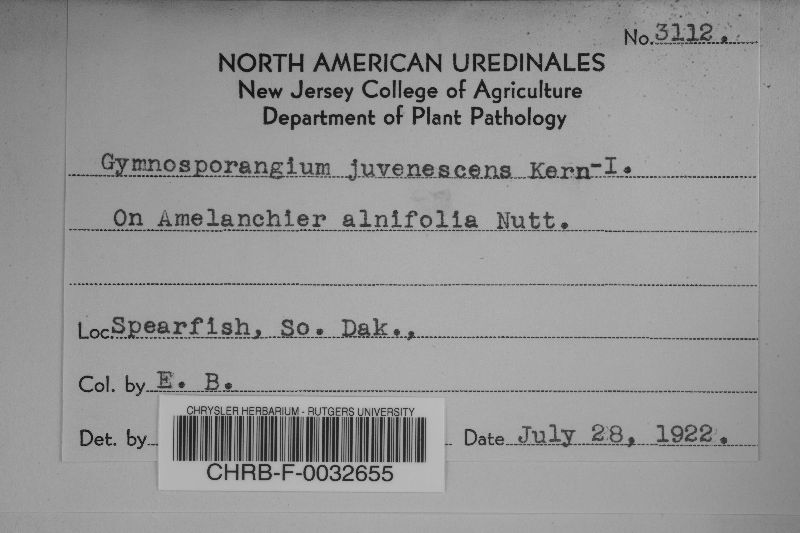 No. 3112.
NORTH AMERICAN UREDINALES
New Jersey College of Agriculture
Department of Plant Pathology
Gymnosporangium juvenescens Kern-I.
On Amelanchier alnifolia Nutt.
Loc. Spearfish, So. Dak.,
Col. by E. B.
Det. by Date July 28, 1922.
CHRYSLER HERBARIUM - RUTGERS UNIVERSITY
CHRB-F-0032655